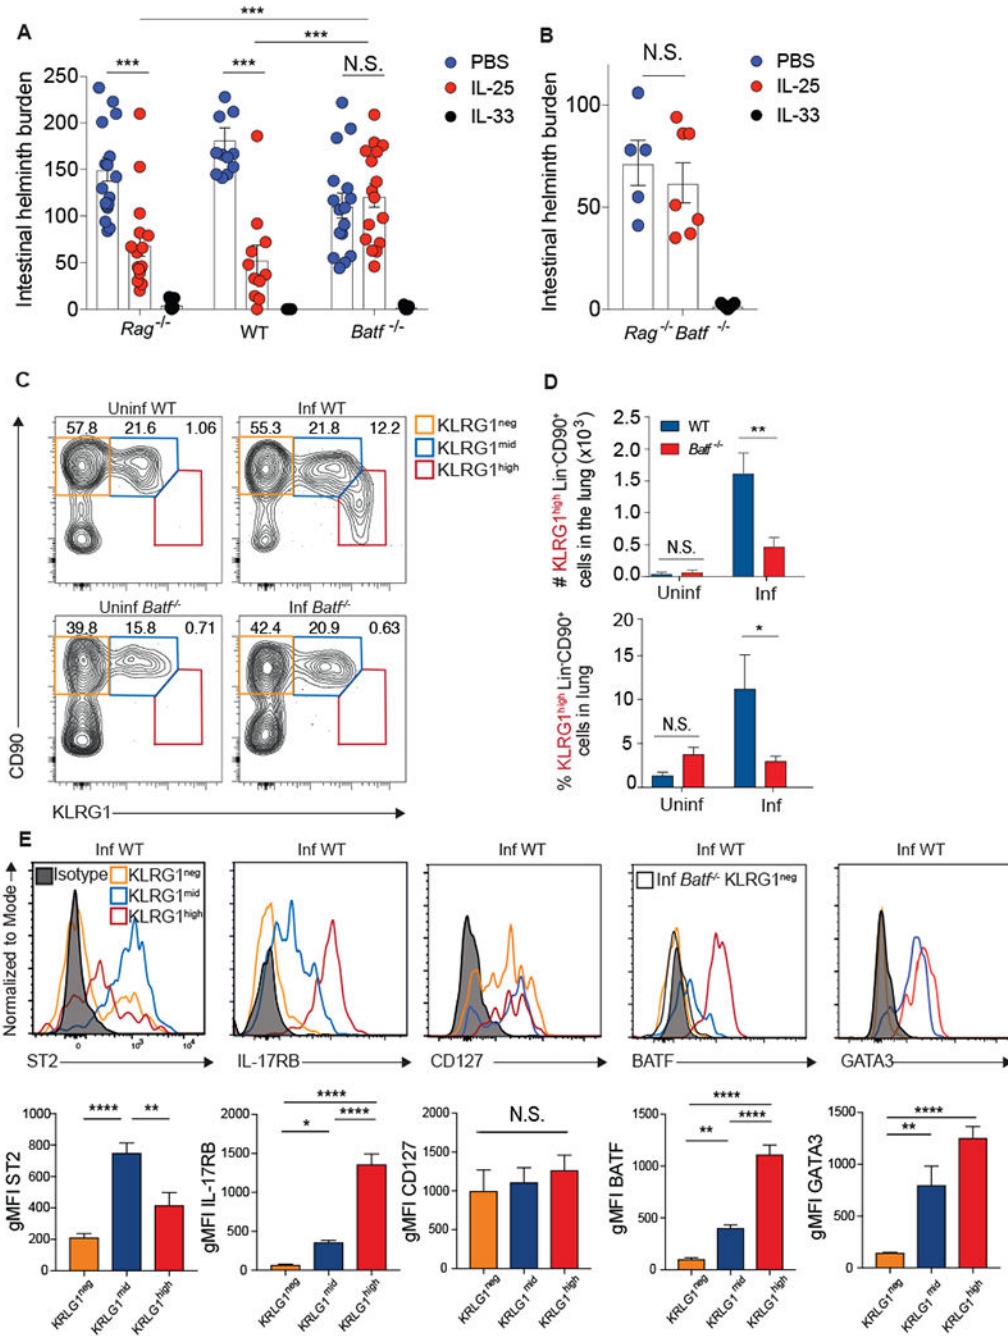 A
***
***
***
***
N.S.
PBS
IL-25
IL-33
Intestinal helminth burden
250
200
150
100
50
0
Rag-/-
WT
Batf-/-
B
N.S.
PBS
IL-25
IL-33
Intestinal helminth burden
100
50
0
Rag-/- Batf-/-
C
Uninf WT
57.8 21.6 1.06
Inf WT
55.3 21.8 12.2
KLRG1neg
KLRG1mid
KLRG1high
Uninf Batf-/-
39.8 15.8 0.71
Inf Batf-/-
42.4 20.9 0.63
CD90
KLRG1
D
# KLRG1high Lin-CD90+
cells in the lung (x103)
2.5
2.0
1.5
1.0
0.5
0.0
WT
Batf-/-
N.S.
**
Uninf
Inf
% KLRG1high Lin-CD90+
cells in lung
20
15
10
5
0
N.S.
*
Uninf
Inf
E
Inf WT
Inf WT
Inf WT
Inf WT
Inf WT
Normalized to Mode
Isotype
KLRG1neg
KLRG1mid
KLRG1high
Inf Batf-/- KLRG1neg
0 103 104
ST2
IL-17RB
CD127
BATF
GATA3
gMFI ST2
1000
800
600
400
200
0
**** **
KRLG1neg
KRLG1mid
KRLG1high
gMFI IL-17RB
2000
1500
1000
500
0
****
* ****
KRLG1neg
KRLG1mid
KRLG1high
gMFI CD127
2000
1500
1000
500
0
N.S.
KRLG1neg
KRLG1mid
KRLG1high
gMFI BATF
1500
1000
500
0
****
** ****
KRLG1neg
KRLG1mid
KRLG1high
gMFI GATA3
1500
1000
500
0
****
**
KRLG1neg
KRLG1mid
KRLG1high